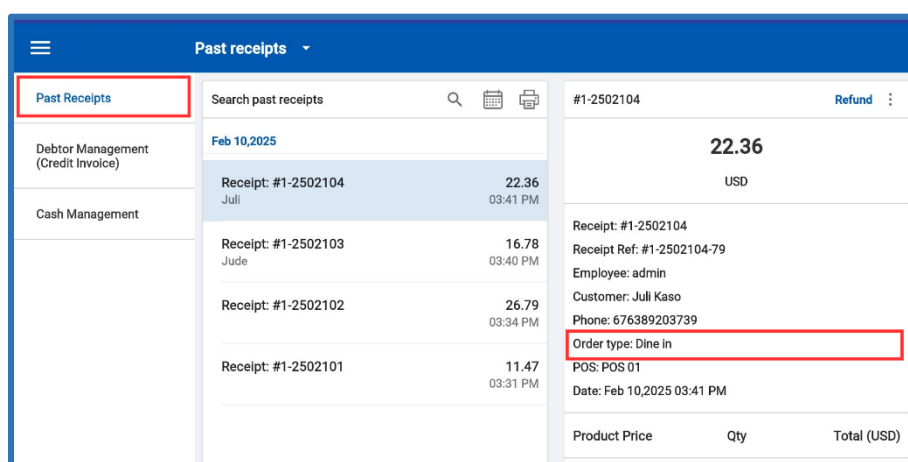 Past receipts
Past Receipts
Debtor Management
(Credit Invoice)
Cash Management
Search past receipts
Feb 10,2025
Receipt: #1-2502104 22.36
Juli 03:41 PM
Receipt: #1-2502103 16.78
Jude 03:40 PM
Receipt: #1-2502102 26.79
03:34 PM
Receipt: #1-2502101 11.47
03:31 PM
#1-2502104 Refund
22.36
USD
Receipt: #1-2502104
Receipt Ref: #1-2502104-79
Employee: admin
Customer: Juli Kaso
Phone: 676389203739
Order type: Dine in
POS: POS 01
Date: Feb 10,2025 03:41 PM
Product Price Qty Total (USD)